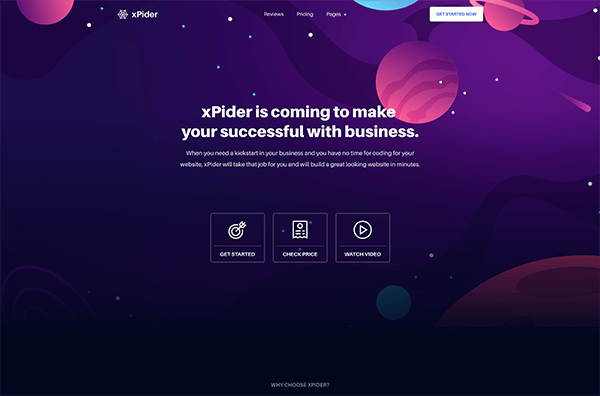 xPider
Reviews
Pricing
Pages
GET STARTED NOW
xPider is coming to make
your successful with business.
When you need a kickstart in your business and you have no time for coding for your
website, xPider will take that job for you and will build a great looking website in minutes.
GET STARTED
CHECK PRICE
WATCH VIDEO
WHY CHOOSE XPIDER?